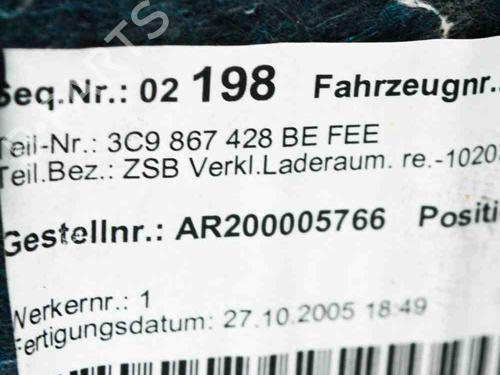 Seq.Nr.: 02 198 Fahrzeugnr.
Teil-Nr.: 3C9 867 428 BE FEE
Teil.Bez.: ZSB Verkl.Laderaum. re.-1020
Gestellnr.: AR200005766 Positi
Werkernr.: 1
Fertigungsdatum: 27.10.2005 18:49